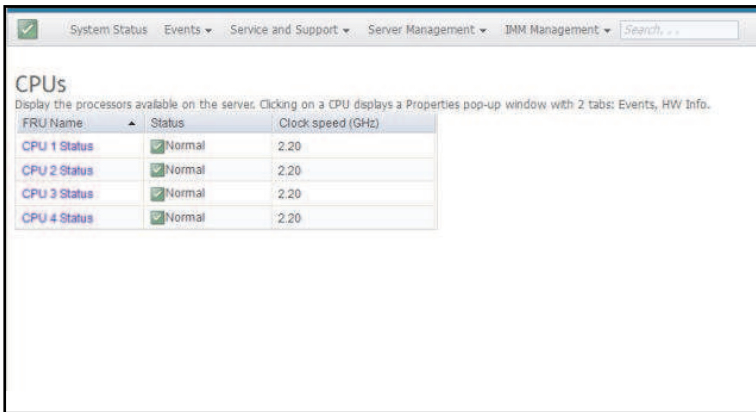 System Status Events Service and Support Server Management IMM Management Search...
CPUs
Display the processors available on the server. Clicking on a CPU displays a Properties pop-up window with 2 tabs: Events, HW Info.
FRU Name Status Clock speed (GHz)
CPU 1 Status Normal 2.20
CPU 2 Status Normal 2.20
CPU 3 Status Normal 2.20
CPU 4 Status Normal 2.20